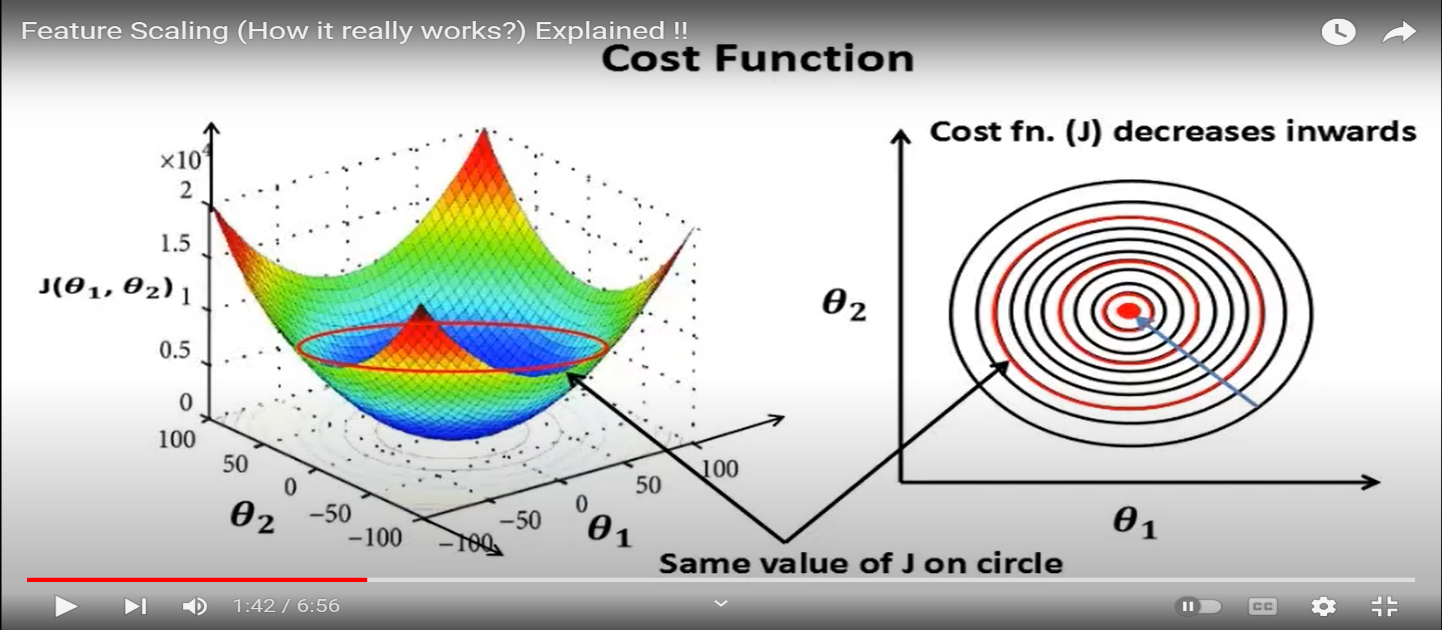 Feature Scaling (How it really works?) Explained !!
Cost Function
Cost fn. (J) decreases inwards
×10⁴
2
1.5
J(θ₁, θ₂)
1
0.5
0
100
50
0
−50
−100
θ₂
−100
−50
0
50
100
θ₁
θ₂
θ₁
Same value of J on circle
1:42 / 6:56
CC